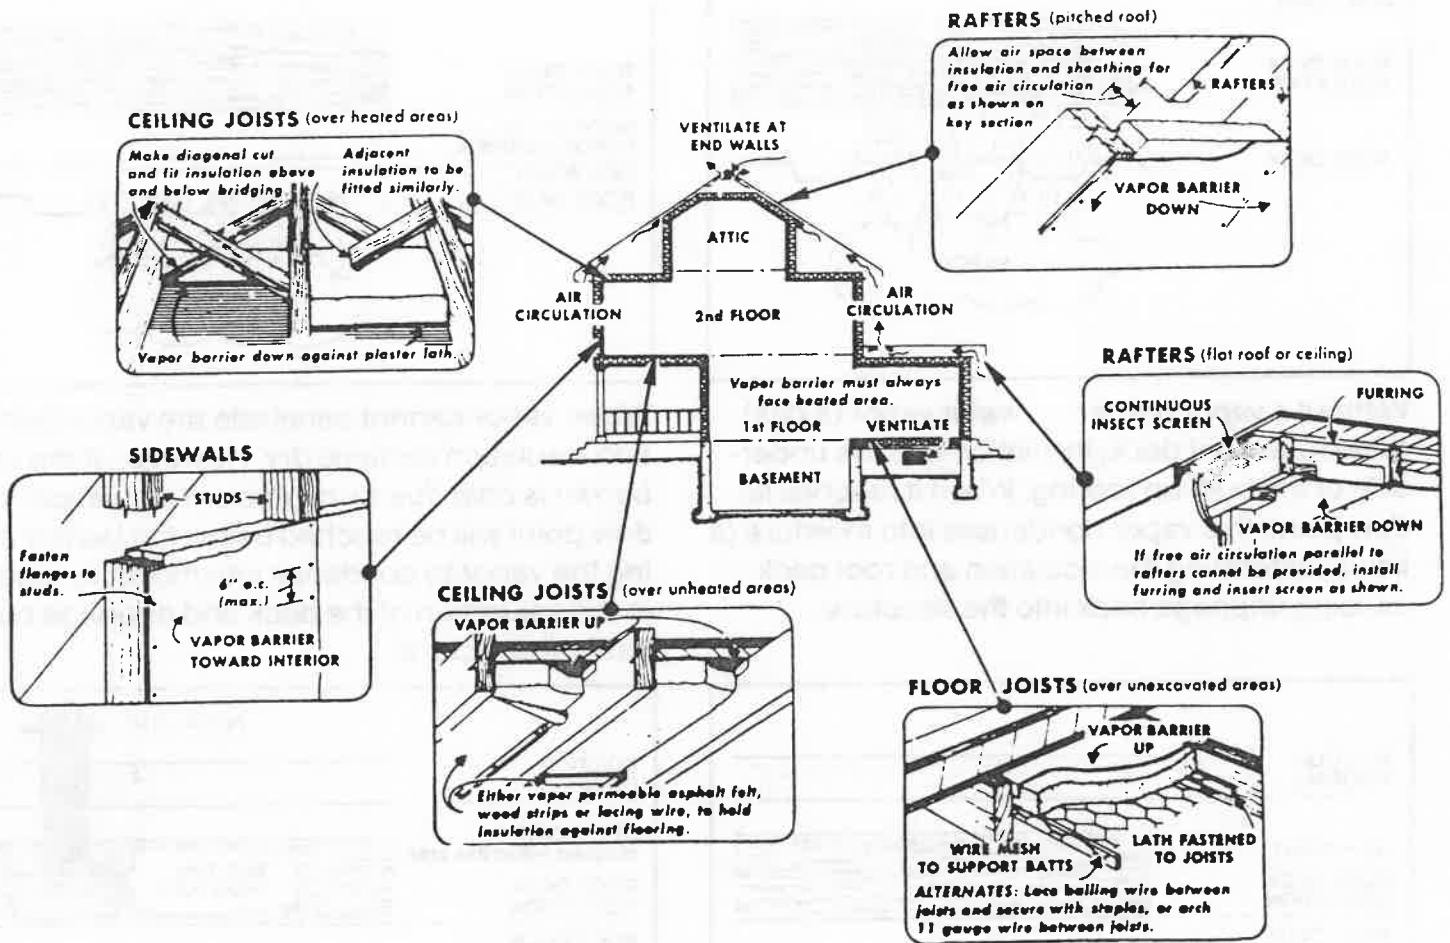 RAFTERS (pitched roof)
Allow air space between
insulation and sheathing for
free air circulation
as shown on
key section
RAFTERS
VAPOR BARRIER
DOWN
CEILING JOISTS (over heated areas)
Make diagonal cut
and fit insulation above
and below bridging.
Adjacent
insulation to be
fitted similarly.
Vapor barrier down against plaster lath.
VENTILATE AT
END WALLS
ATTIC
AIR
CIRCULATION
2nd FLOOR
AIR
CIRCULATION
Vapor barrier must always
face heated area.
1st FLOOR
VENTILATE
BASEMENT
RAFTERS (flat roof or ceiling)
CONTINUOUS
INSECT SCREEN
FURRING
VAPOR BARRIER DOWN
If free air circulation parallel to
rafters cannot be provided, install
furring and insert screen as shown.
SIDEWALLS
STUDS
Fasten
flanges to
studs.
(max.)
VAPOR BARRIER
TOWARD INTERIOR
CEILING JOISTS (over unheated areas)
VAPOR BARRIER UP
Either vapor permeable asphalt felt,
wood strips or lacing wire, to hold
insulation against flooring.
FLOOR JOISTS (over unexcavated areas)
VAPOR BARRIER
UP
WIRE MESH
TO SUPPORT BATTS
LATH FASTENED
TO JOISTS
ALTERNATES: Lace bailing wire between
joists and secure with staples, or arch
11 gauge wire between joists.